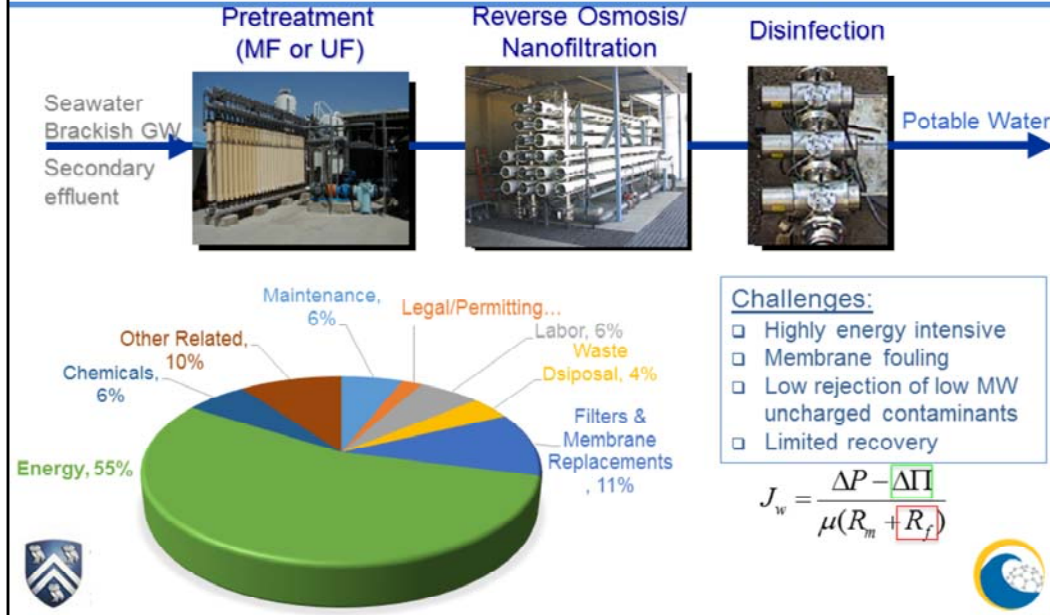 Pretreatment
(MF or UF)
Reverse Osmosis/
Nanofiltration
Disinfection
Seawater
Brackish GW
Secondary
effluent
Potable Water
Maintenance,
6%
Legal/Permitting...
Labor, 6%
Waste
Dsiposal, 4%
Other Related,
10%
Chemicals,
6%
Filters &
Membrane
Replacements
, 11%
Energy, 55%
Challenges:
❑ Highly energy intensive
❑ Membrane fouling
❑ Low rejection of low MW
uncharged contaminants
❑ Limited recovery
J_w = (ΔP − ΔΠ) / (μ(R_m + R_f))